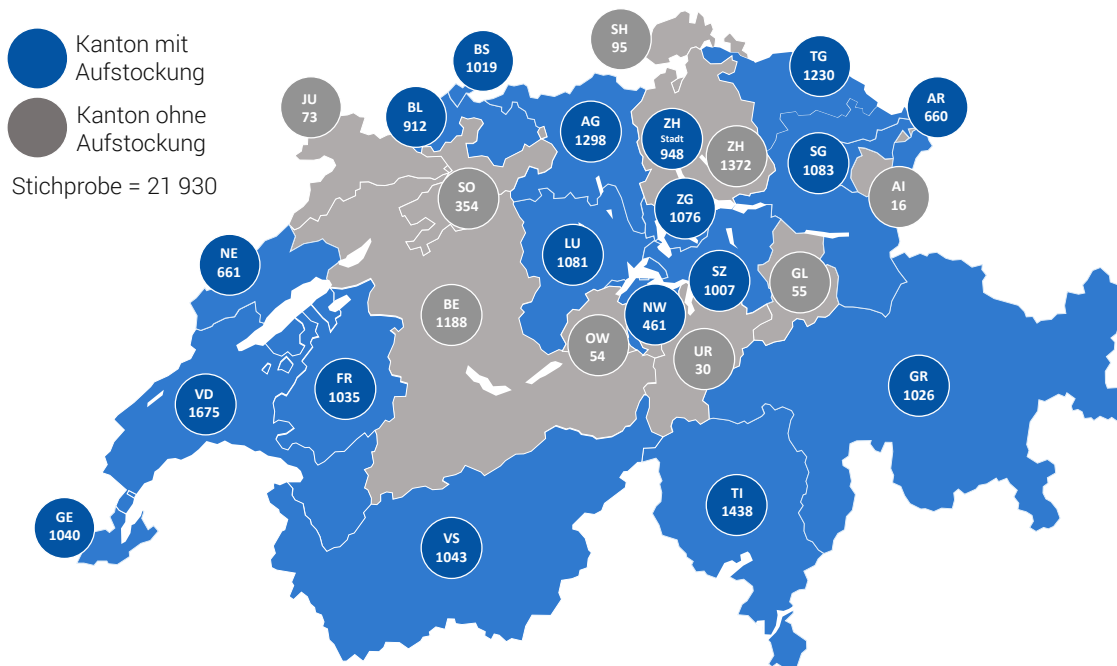 Kanton mit
Aufstockung
Kanton ohne
Aufstockung
Stichprobe = 21 930
SH
95
BS
1019
TG
1230
JU
73
BL
912
AR
660
AG
1298
ZH
Stadt
948
ZH
1372
SG
1083
AI
16
SO
354
ZG
1076
NE
661
LU
1081
SZ
1007
GL
55
BE
1188
NW
461
OW
54
UR
30
VD
1675
FR
1035
GR
1026
GE
1040
VS
1043
TI
1438